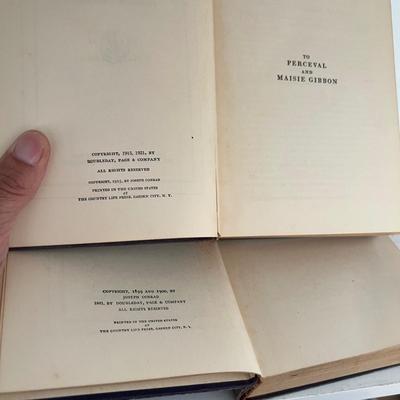 COPYRIGHT, 1915, 1921, BY
DOUBLEDAY, PAGE & COMPANY
ALL RIGHTS RESERVED
COPYRIGHT, 1915, BY JOSEPH CONRAD
PRINTED IN THE UNITED STATES
AT
THE COUNTRY LIFE PRESS, GARDEN CITY, N. Y.
TO
PERCEVAL
AND
MAISIE GIBBON
COPYRIGHT, 1899 AND 1900, BY
JOSEPH CONRAD
1921, BY DOUBLEDAY, PAGE & COMPANY
ALL RIGHTS RESERVED
PRINTED IN THE UNITED STATES
AT
THE COUNTRY LIFE PRESS, GARDEN CITY, N. Y.